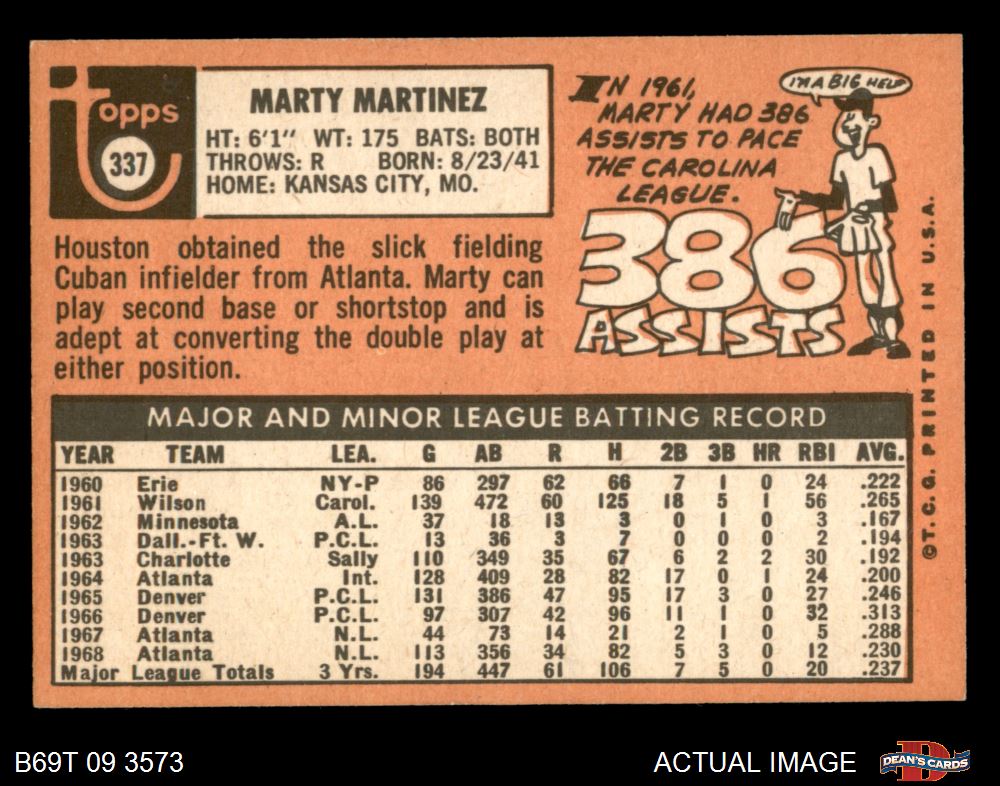 topps
337
MARTY MARTINEZ
HT: 6'1" WT: 175 BATS: BOTH
THROWS: R BORN: 8/23/41
HOME: KANSAS CITY, MO.
Houston obtained the slick fielding
Cuban infielder from Atlanta. Marty can
play second base or shortstop and is
adept at converting the double play at
either position.
IN 1961,
MARTY HAD 386
ASSISTS TO PACE
THE CAROLINA
LEAGUE.
I'M A BIG HELP
386
ASSISTS
©T.C.G. PRINTED IN U.S.A.
MAJOR AND MINOR LEAGUE BATTING RECORD
YEAR TEAM LEA. G AB R H 2B 3B HR RBI AVG.
1960 Erie NY-P 86 297 62 66 7 1 0 24 .222
1961 Wilson Carol. 139 472 60 125 18 5 1 56 .265
1962 Minnesota A.L. 37 18 13 3 0 1 0 3 .167
1963 Dall.-Ft. W. P.C.L. 13 36 3 7 0 0 0 2 .194
1963 Charlotte Sally 110 349 35 67 6 2 2 30 .192
1964 Atlanta Int. 128 409 28 82 17 0 1 24 .200
1965 Denver P.C.L. 131 386 47 95 17 3 0 27 .246
1966 Denver P.C.L. 97 307 42 96 11 1 0 32 .313
1967 Atlanta N.L. 44 73 14 21 2 1 0 5 .288
1968 Atlanta N.L. 113 356 34 82 5 3 0 12 .230
Major League Totals 3 Yrs. 194 447 61 106 7 5 0 20 .237
B69T 09 3573
ACTUAL IMAGE
D
DEAN'S CARDS